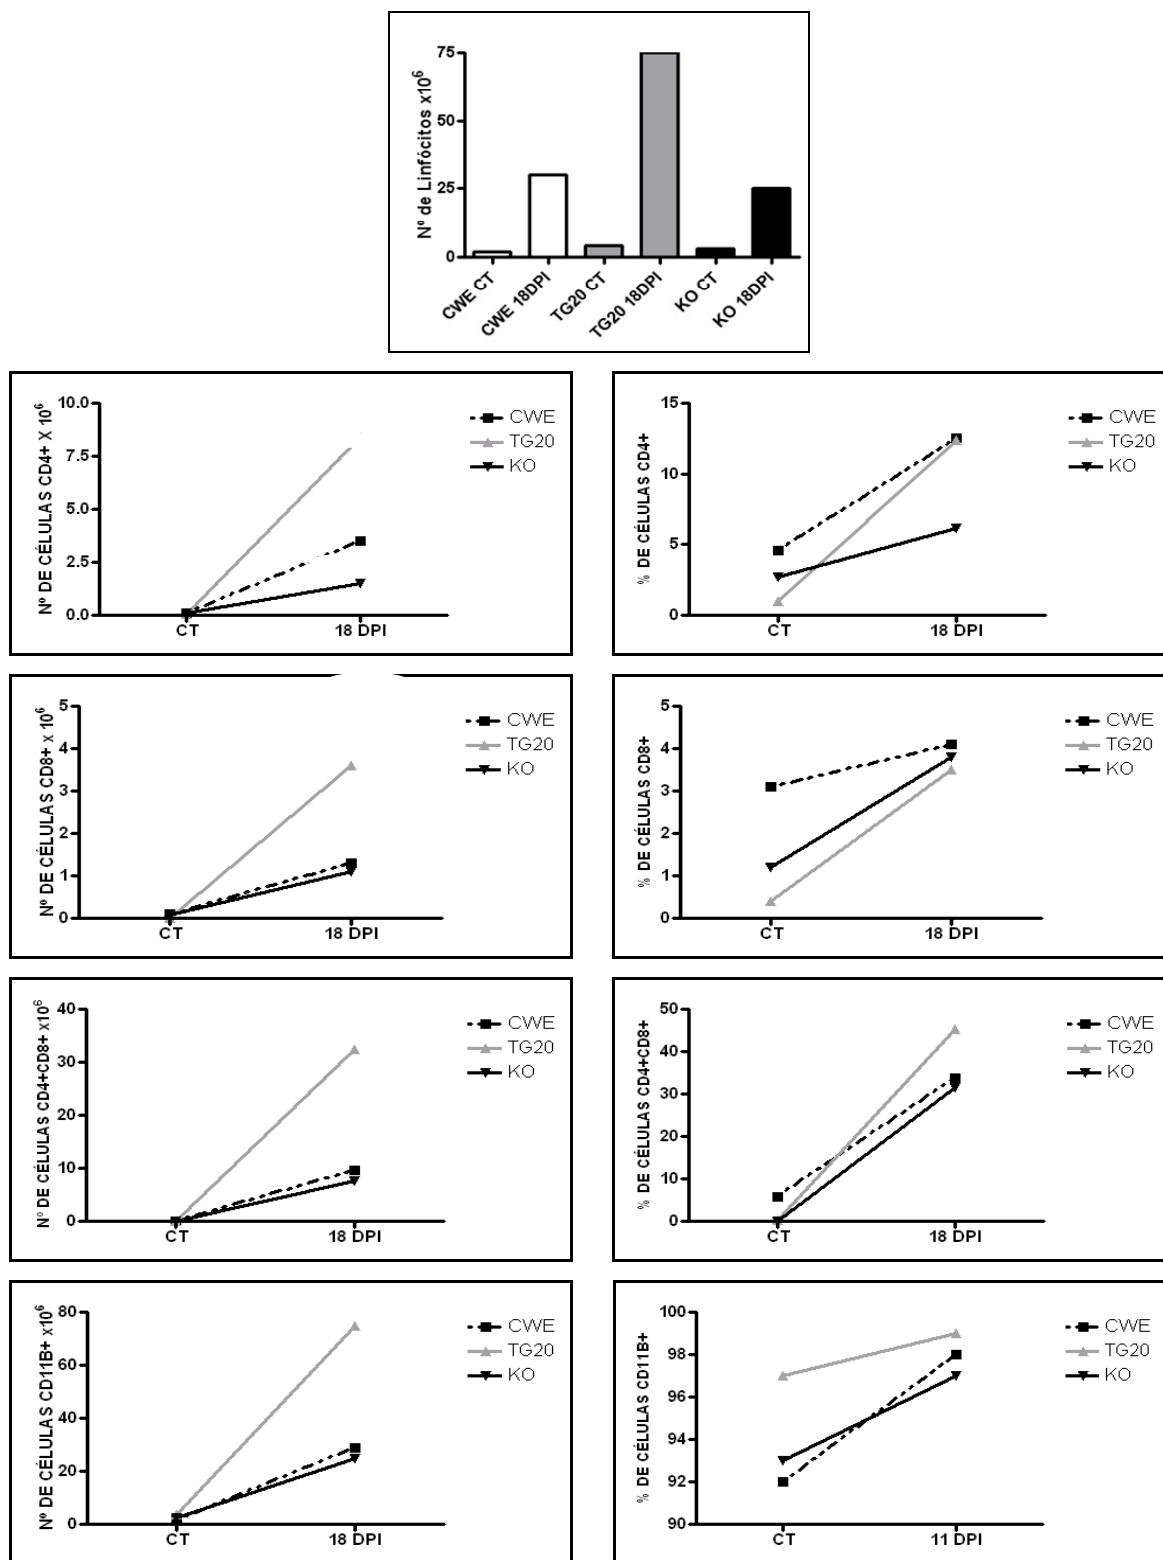 Nº de Linfócitos x10⁶
75
50
25
0
CWE CT
CWE 18DPI
TG20 CT
TG20 18DPI
KO CT
KO 18DPI
Nº DE CÉLULAS CD4+ X 10⁶
10.0
7.5
5.0
2.5
0.0
CT 18 DPI
CWE
TG20
KO
% DE CÉLULAS CD4+
15
10
5
0
CT 18 DPI
CWE
TG20
KO
Nº DE CÉLULAS CD8+ x 10⁶
5
4
3
2
1
0
CT 18 DPI
CWE
TG20
KO
% DE CÉLULAS CD8+
5
4
3
2
1
0
CT 18 DPI
CWE
TG20
KO
Nº DE CÉLULAS CD4+CD8+ x10⁶
40
30
20
10
0
CT 18 DPI
CWE
TG20
KO
% DE CÉLULAS CD4+CD8+
50
40
30
20
10
0
CT 18 DPI
CWE
TG20
KO
Nº DE CÉLULAS CD11B+ x10⁶
80
60
40
20
0
CT 18 DPI
CWE
TG20
KO
% DE CÉLULAS CD11B+
100
98
96
94
92
90
CT 11 DPI
CWE
TG20
KO